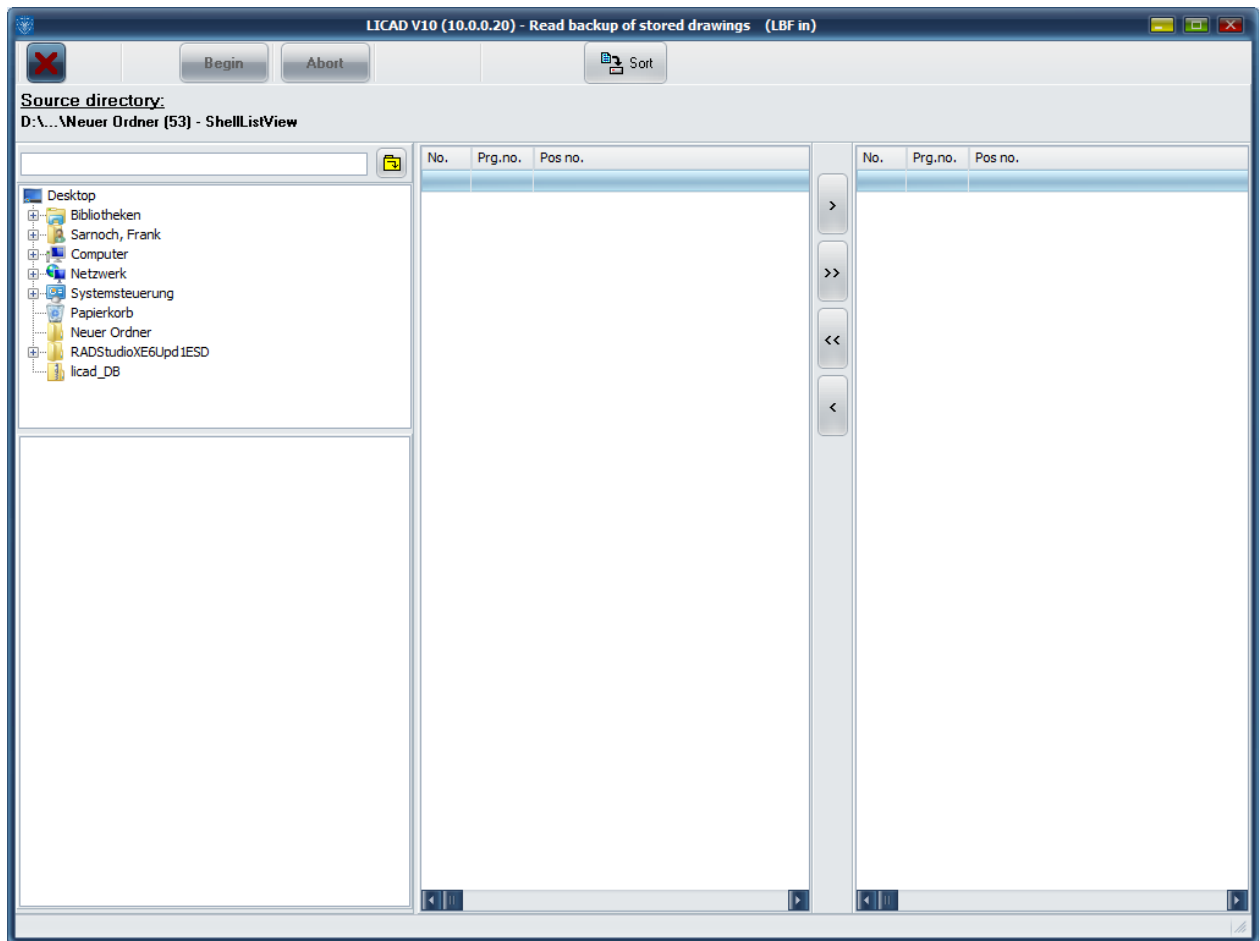 LICAD V10 (10.0.0.20) - Read backup of stored drawings (LBF in)
Begin Abort Sort
Source directory:
D:\...\Neuer Ordner (53) - ShellListView
No. Prg.no. Pos no. No. Prg.no. Pos no.
Desktop
Bibliotheken
Sarnoch, Frank
Computer
Netzwerk
Systemsteuerung
Papierkorb
Neuer Ordner
RADStudioXE6Upd1ESD
licad_DB
>
>>
<<
<